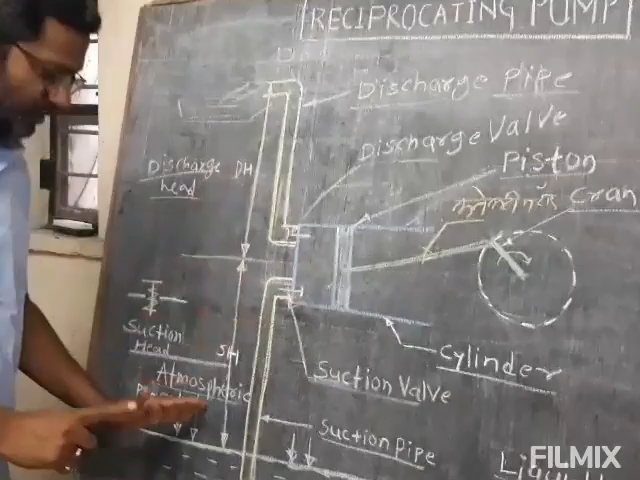 RECIPROCATING PUMP
Discharge Pipe
Discharge Valve
Piston
Discharge DH
head
Cran
Suction
Head
SH
Cylinder
Atmospheric
Suction Valve
Suction Pipe
FILMIX